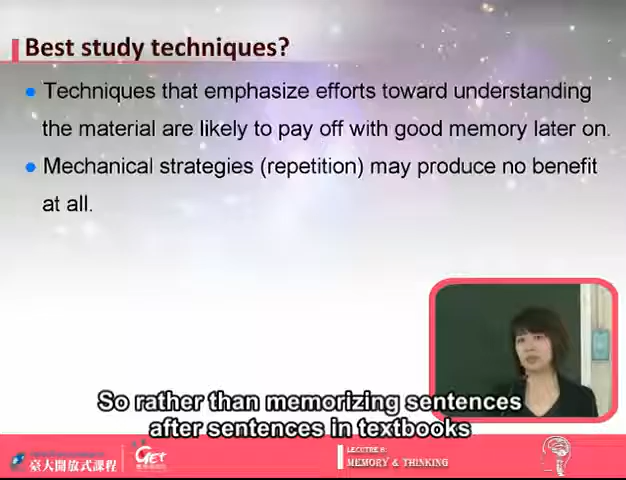 Best study techniques?
Techniques that emphasize efforts toward understanding
the material are likely to pay off with good memory later on.
Mechanical strategies (repetition) may produce no benefit
at all.
So rather than memorizing sentences
after sentences in textbooks
臺大開放式課程
GET
LECUTRE 8:
MEMORY & THINKING